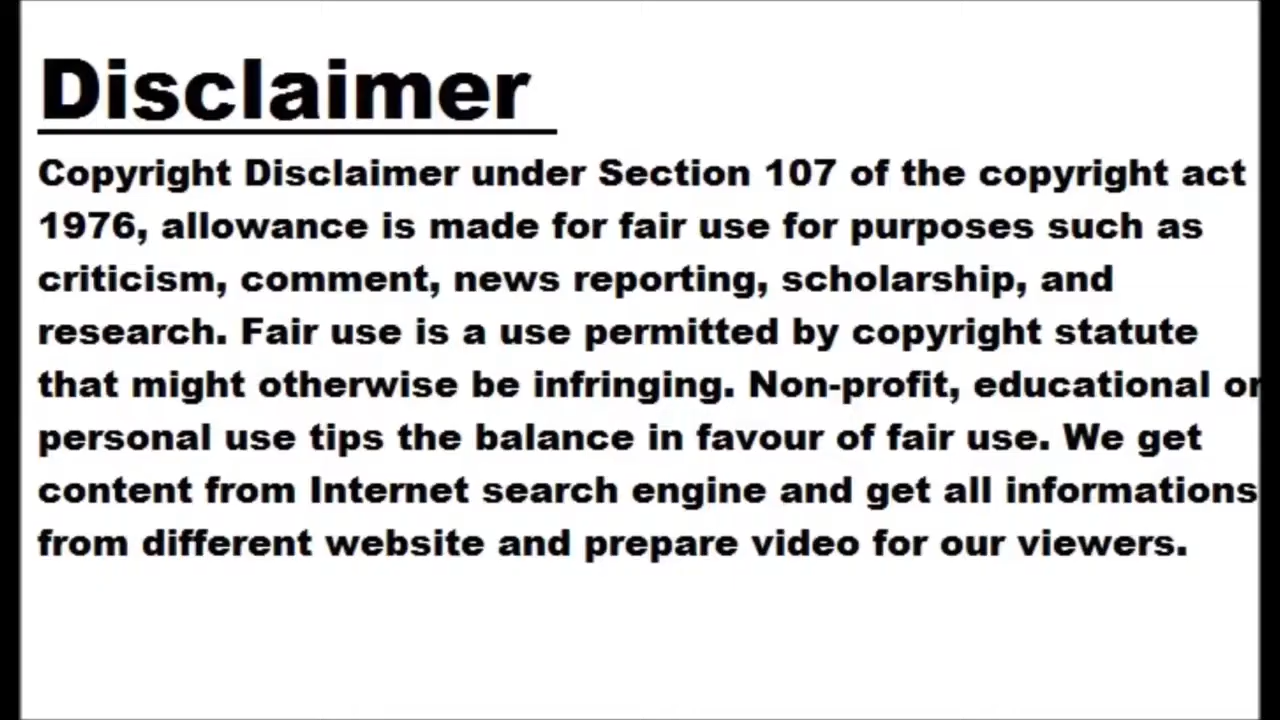 Disclaimer
Copyright Disclaimer under Section 107 of the copyright act
1976, allowance is made for fair use for purposes such as
criticism, comment, news reporting, scholarship, and
research. Fair use is a use permitted by copyright statute
that might otherwise be infringing. Non-profit, educational or
personal use tips the balance in favour of fair use. We get
content from Internet search engine and get all informations
from different website and prepare video for our viewers.